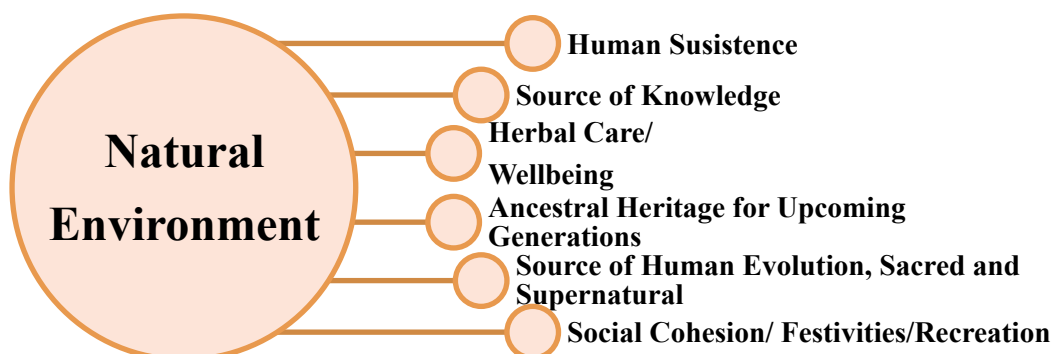 Natural
Environment
Human Susistence
Source of Knowledge
Herbal Care/
Wellbeing
Ancestral Heritage for Upcoming
Generations
Source of Human Evolution, Sacred and
Supernatural
Social Cohesion/ Festivities/Recreation